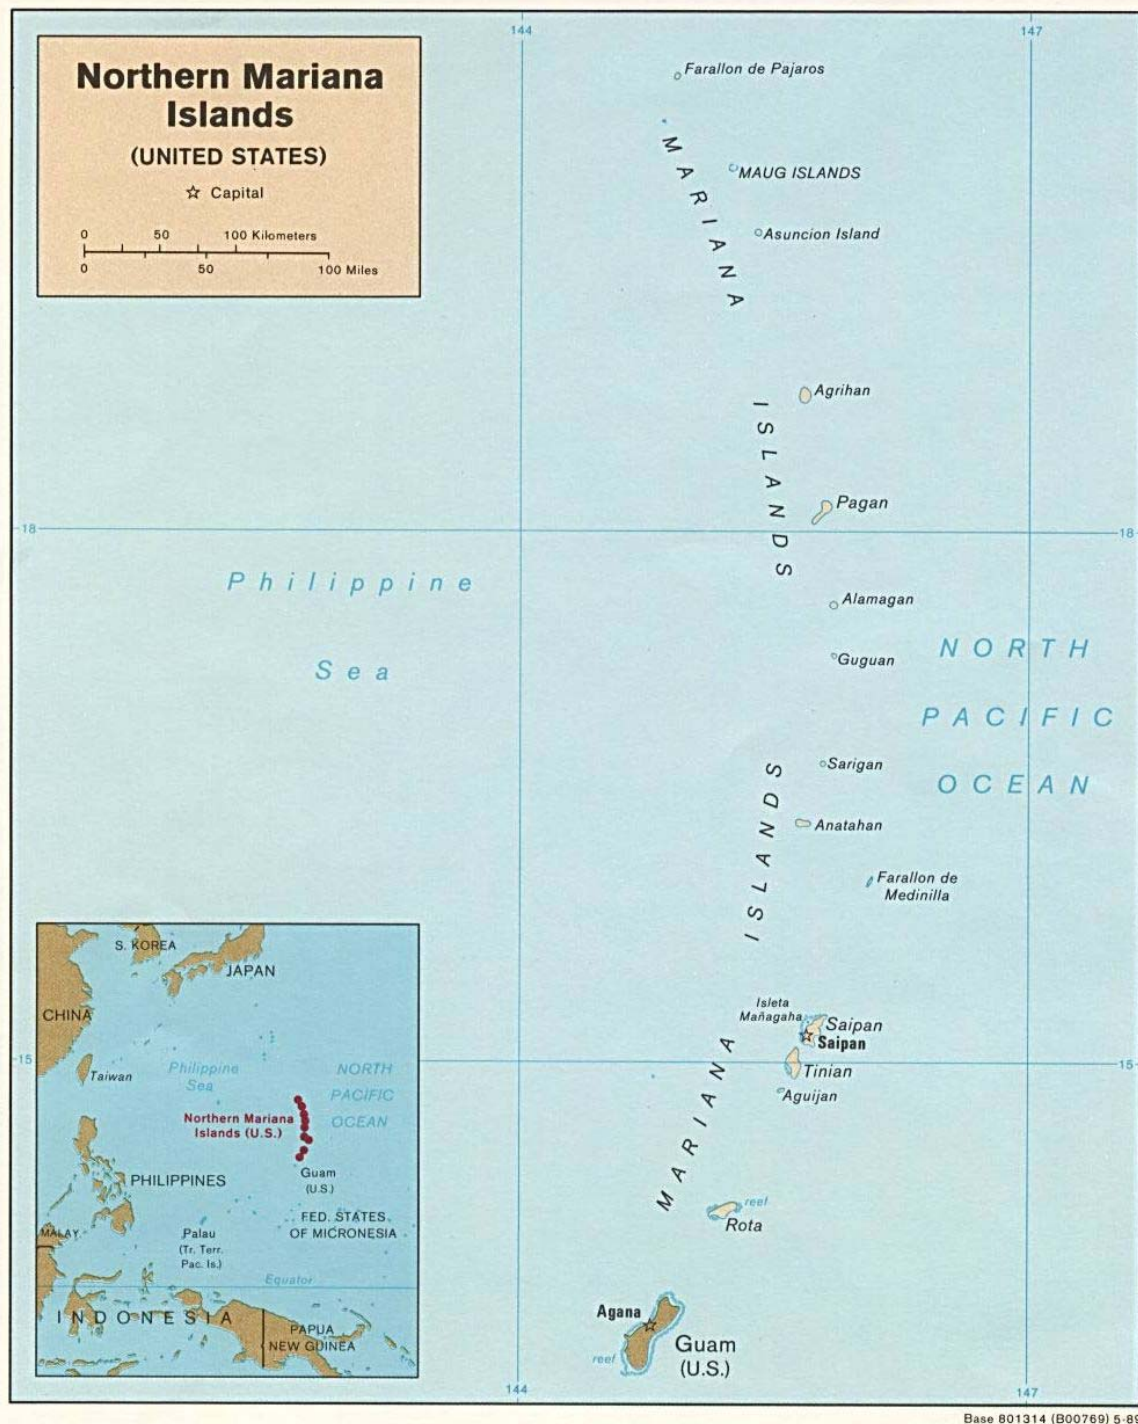 Northern Mariana
Islands
(UNITED STATES)
☆ Capital
0 50 100 Kilometers
0 50 100 Miles
144
147
Farallon de Pajaros
MARIANA
MAUG ISLANDS
Asuncion Island
Agrihan
ISLANDS
Pagan
18
18
Philippine
Sea
Alamagan
Guguan
NORTH
PACIFIC
OCEAN
Sarigan
Anatahan
Farallon de
Medinilla
MARIANA ISLANDS
Isleta
Mañagaha
Saipan
Saipan
15
15
Tinian
Aguijan
reef
Rota
Agana
Guam
(U.S.)
reef
144
147
S. KOREA
JAPAN
CHINA
Taiwan
Philippine
Sea
NORTH
PACIFIC
OCEAN
Northern Mariana
Islands (U.S.)
Guam
(U.S.)
PHILIPPINES
FED. STATES
OF MICRONESIA
MALAY.
Palau
(Tr. Terr.
Pac. Is.)
Equator
INDONESIA
PAPUA
NEW GUINEA
Base 801314 (B00769) 5-89